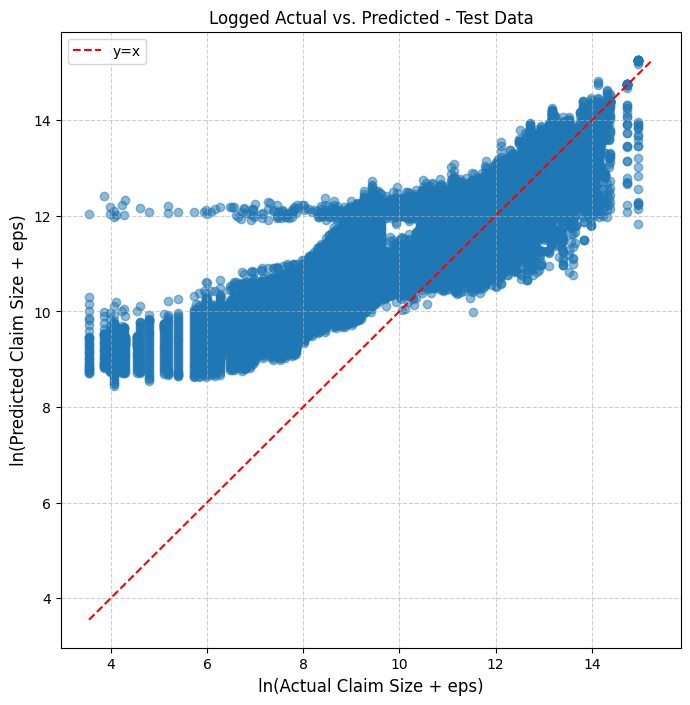 Logged Actual vs. Predicted - Test Data
y=x
ln(Predicted Claim Size + eps)
14
12
10
8
6
4
4 6 8 10 12 14
ln(Actual Claim Size + eps)